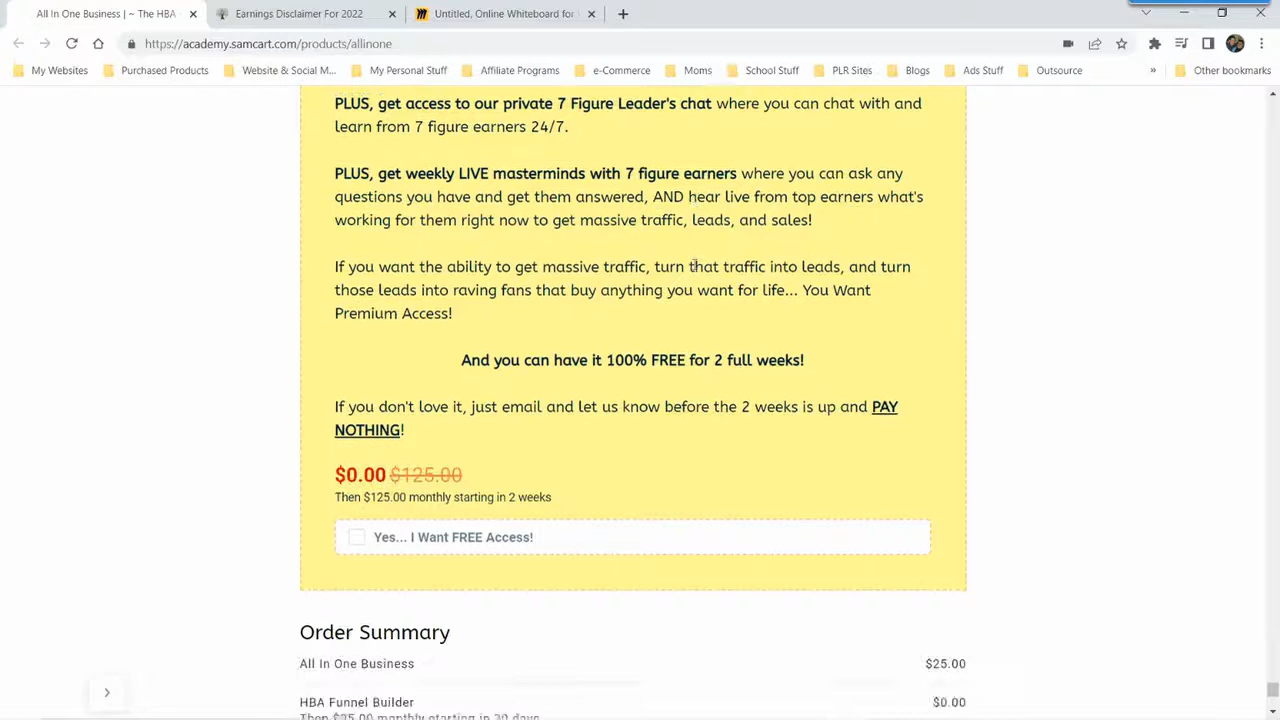 All In One Business | ~ The HBA
Earnings Disclaimer For 2022
Untitled, Online Whiteboard for
https://academy.samcart.com/products/allinone
My Websites
Purchased Products
Website & Social M...
My Personal Stuff
Affiliate Programs
e-Commerce
Moms
School Stuff
PLR Sites
Blogs
Ads Stuff
Outsource
»
Other bookmarks
PLUS, get access to our private 7 Figure Leader's chat where you can chat with and
learn from 7 figure earners 24/7.
PLUS, get weekly LIVE masterminds with 7 figure earners where you can ask any
questions you have and get them answered, AND hear live from top earners what's
working for them right now to get massive traffic, leads, and sales!
If you want the ability to get massive traffic, turn that traffic into leads, and turn
those leads into raving fans that buy anything you want for life... You Want
Premium Access!
And you can have it 100% FREE for 2 full weeks!
If you don't love it, just email and let us know before the 2 weeks is up and PAY
NOTHING!
$0.00 $125.00
Then $125.00 monthly starting in 2 weeks
Yes... I Want FREE Access!
Order Summary
All In One Business $25.00
HBA Funnel Builder $0.00
Then $25.00 monthly starting in 30 days